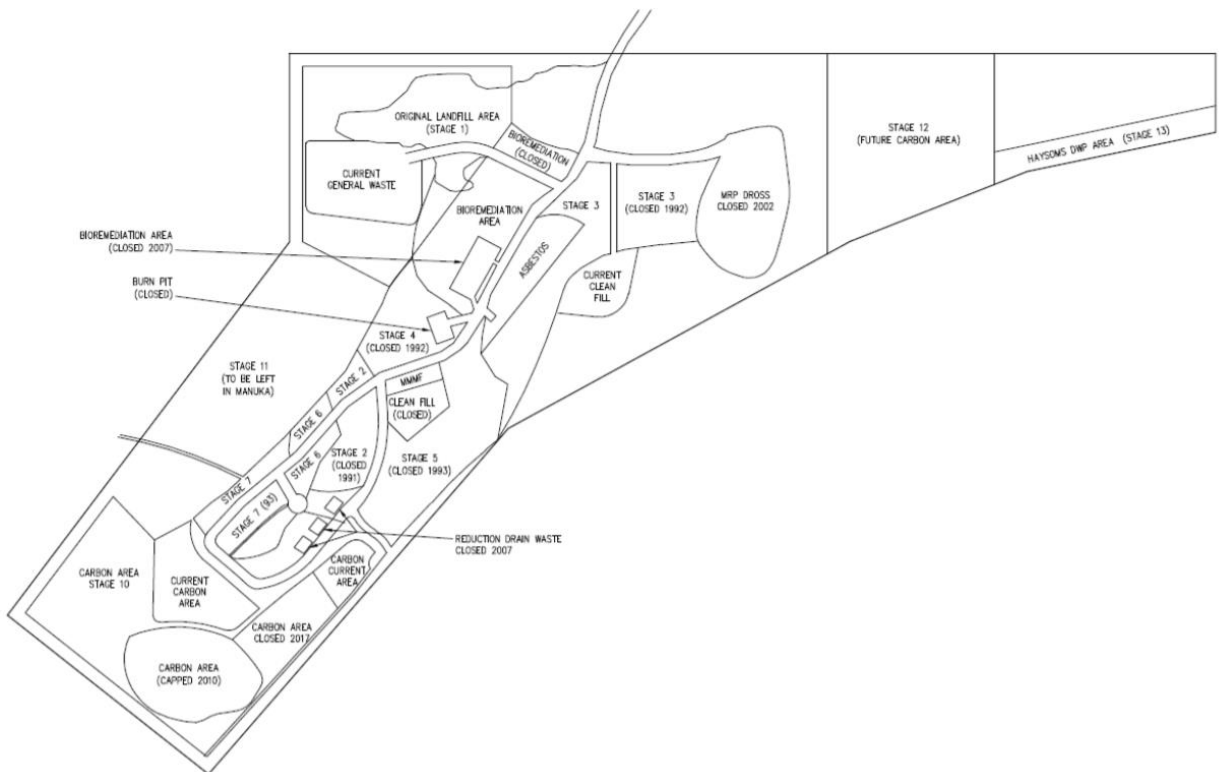 ORIGINAL LANDFILL AREA
(STAGE 1)
BIOREMEDIATION
(CLOSED)
STAGE 12
(FUTURE CARBON AREA)
HAYSOMS DWP AREA (STAGE 13)
CURRENT
GENERAL WASTE
STAGE 3
STAGE 3
(CLOSED 1992)
MRP DROSS
CLOSED 2002
BIOREMEDIATION
AREA
BIOREMEDIATION AREA
(CLOSED 2007)
ASBESTOS
CURRENT
CLEAN
FILL
BURN PIT
(CLOSED)
STAGE 4
(CLOSED 1992)
STAGE 11
(TO BE LEFT
IN MANUKA)
STAGE 2
MMMF
CLEAN FILL
(CLOSED)
STAGE 6
STAGE 6
STAGE 2
(CLOSED
1991)
STAGE 5
(CLOSED 1993)
STAGE 7
STAGE 7 (93)
REDUCTION DRAIN WASTE
CLOSED 2007
CARBON AREA
STAGE 10
CURRENT
CARBON
AREA
CARBON
CURRENT
AREA
CARBON AREA
CLOSED 2017
CARBON AREA
(CAPPED 2010)